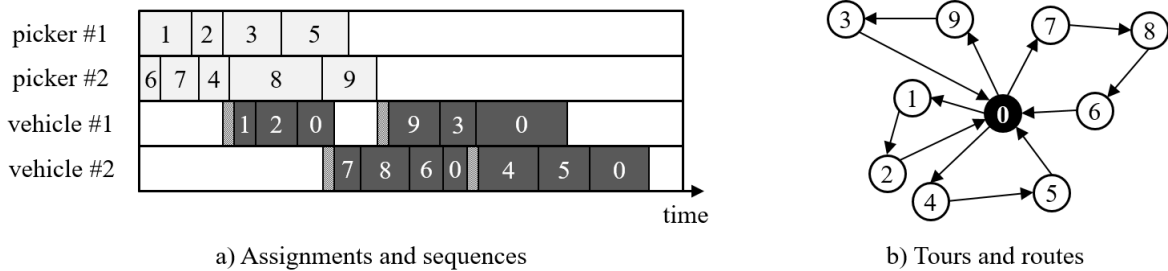 picker #1 1 2 3 5
picker #2 6 7 4 8 9
vehicle #1 1 2 0 9 3 0
vehicle #2 7 8 6 0 4 5 0
time
a) Assignments and sequences
3 9 7 8
1 0 6
2 4 5
b) Tours and routes